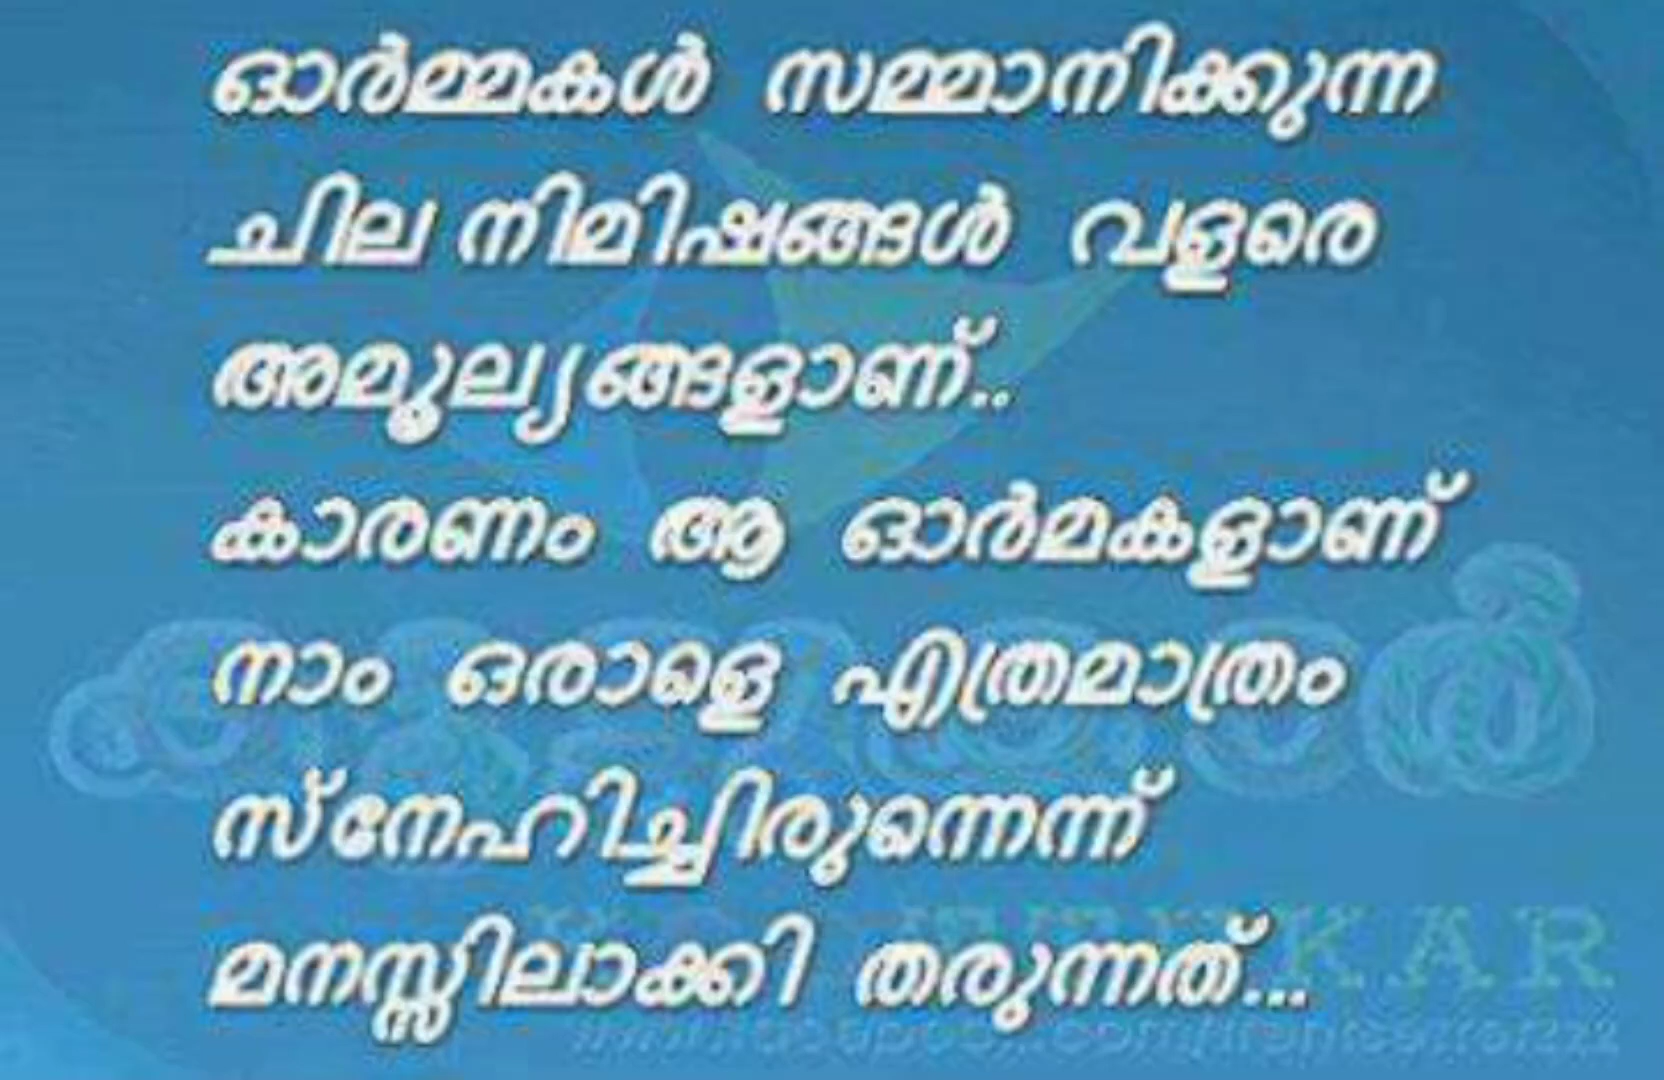 ഓർമ്മകൾ സമ്മാനിക്കുന്ന
ചില നിമിഷങ്ങൾ വളരെ
അമൂല്യങ്ങളാണ്..
കാരണം ആ ഓർമകളാണ്
നാം ഒരാളെ എത്രമാത്രം
സ്നേഹിച്ചിരുന്നെന്ന്
മനസ്സിലാക്കി തരുന്നത്...